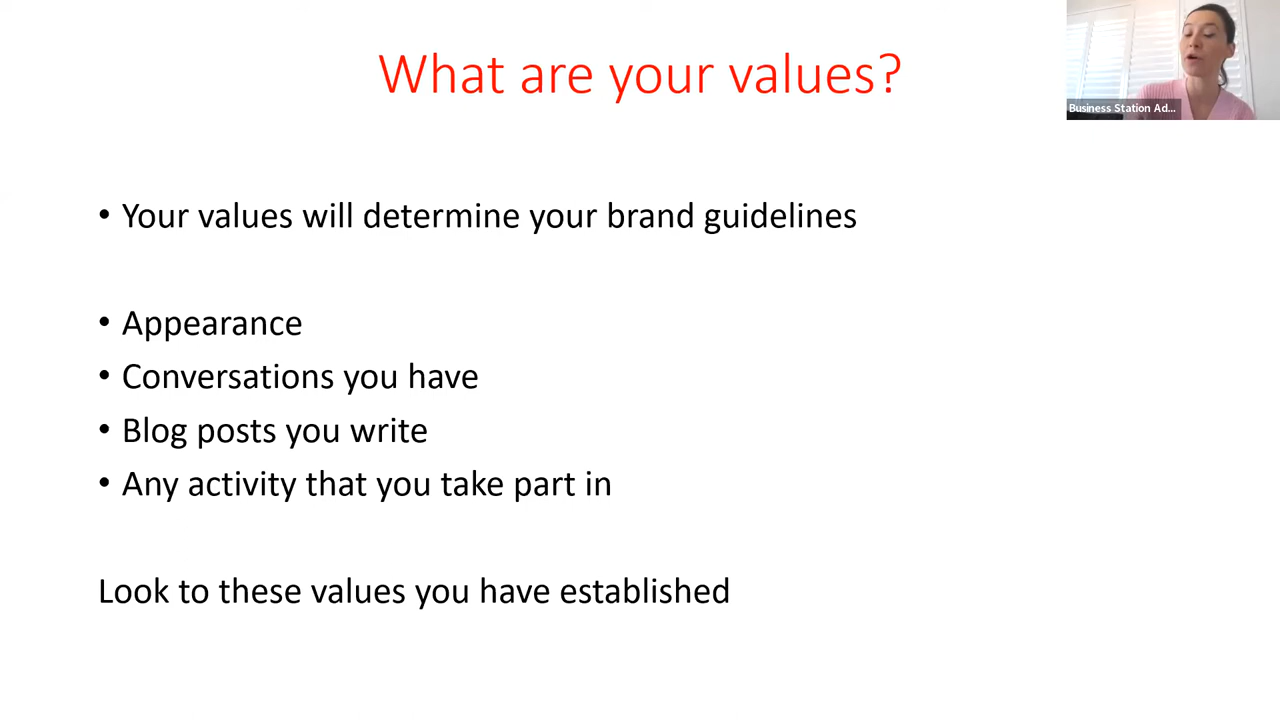 What are your values?
Business Station Ad...
• Your values will determine your brand guidelines
• Appearance
• Conversations you have
• Blog posts you write
• Any activity that you take part in
Look to these values you have established